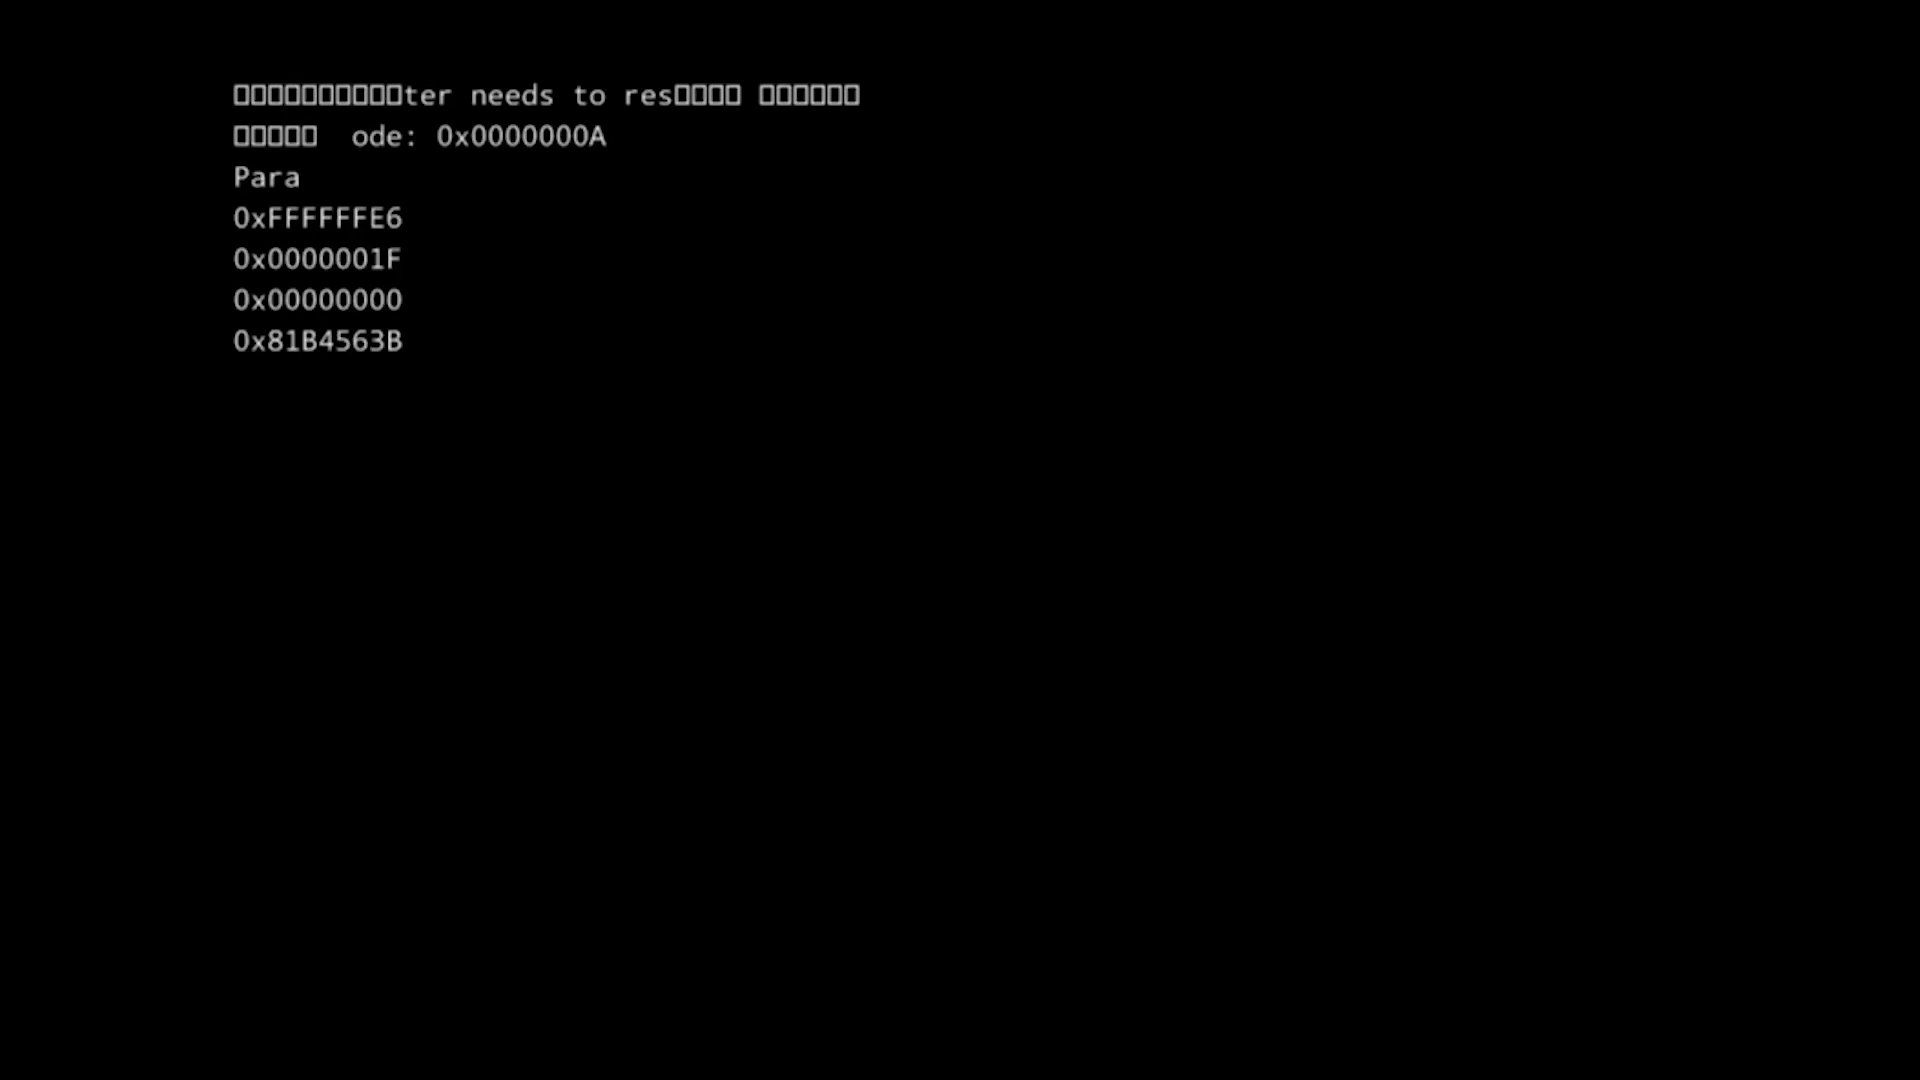 ▯▯▯▯▯▯▯▯▯▯ter needs to res▯▯▯▯ ▯▯▯▯▯▯
▯▯▯▯▯  ode: 0x0000000A
Para
0xFFFFFFE6
0x0000001F
0x00000000
0x81B4563B